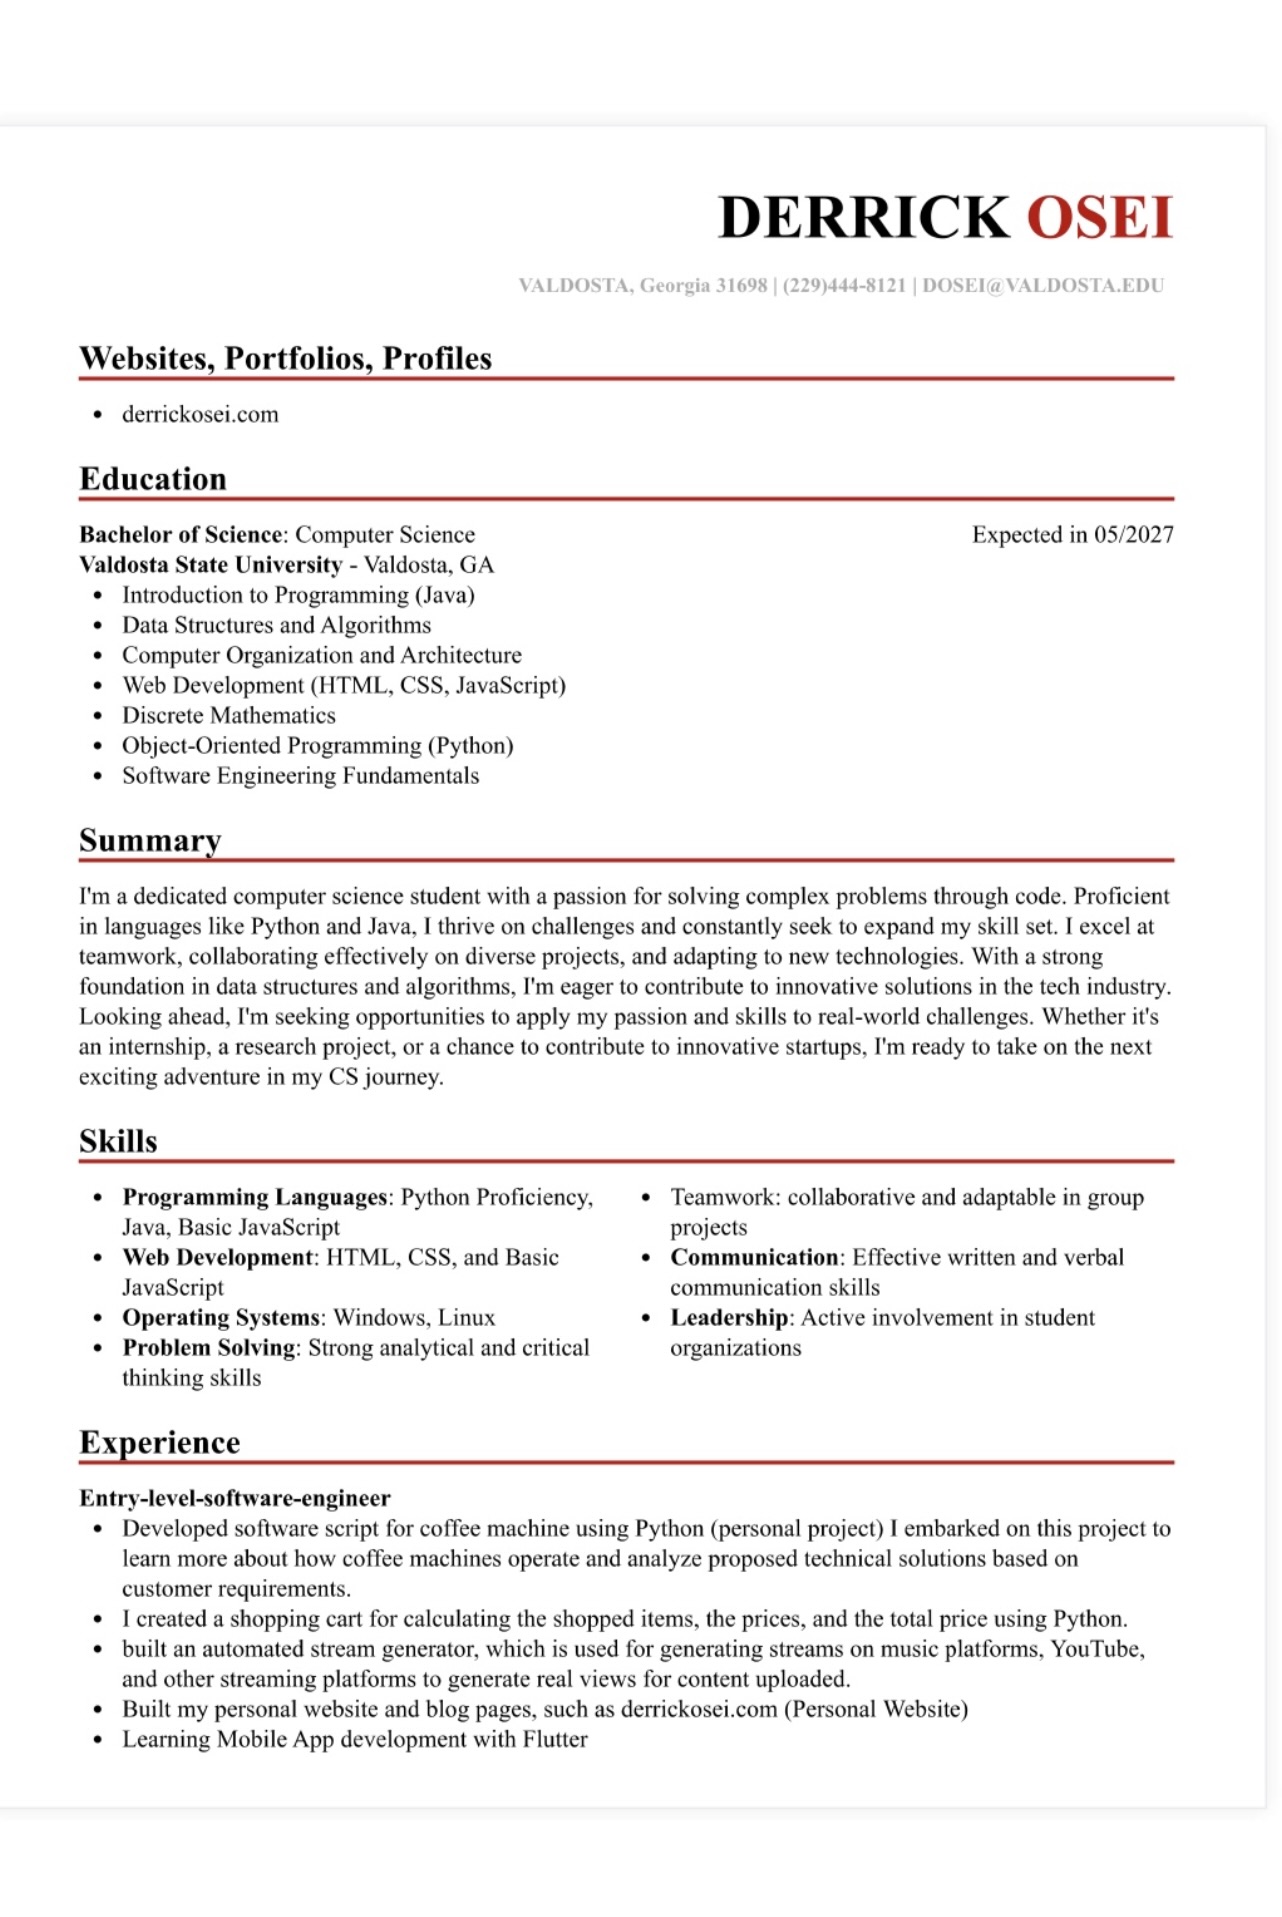 DERRICK OSEI
VALDOSTA, Georgia 31698 | (229)444-8121 | DOSEI@VALDOSTA.EDU
Websites, Portfolios, Profiles
• derrickosei.com
Education
Bachelor of Science: Computer Science Expected in 05/2027
Valdosta State University - Valdosta, GA
• Introduction to Programming (Java)
• Data Structures and Algorithms
• Computer Organization and Architecture
• Web Development (HTML, CSS, JavaScript)
• Discrete Mathematics
• Object-Oriented Programming (Python)
• Software Engineering Fundamentals
Summary
I'm a dedicated computer science student with a passion for solving complex problems through code. Proficient
in languages like Python and Java, I thrive on challenges and constantly seek to expand my skill set. I excel at
teamwork, collaborating effectively on diverse projects, and adapting to new technologies. With a strong
foundation in data structures and algorithms, I'm eager to contribute to innovative solutions in the tech industry.
Looking ahead, I'm seeking opportunities to apply my passion and skills to real-world challenges. Whether it's
an internship, a research project, or a chance to contribute to innovative startups, I'm ready to take on the next
exciting adventure in my CS journey.
Skills
• Programming Languages: Python Proficiency,
Java, Basic JavaScript
• Web Development: HTML, CSS, and Basic
JavaScript
• Operating Systems: Windows, Linux
• Problem Solving: Strong analytical and critical
thinking skills
• Teamwork: collaborative and adaptable in group
projects
• Communication: Effective written and verbal
communication skills
• Leadership: Active involvement in student
organizations
Experience
Entry-level-software-engineer
• Developed software script for coffee machine using Python (personal project) I embarked on this project to
learn more about how coffee machines operate and analyze proposed technical solutions based on
customer requirements.
• I created a shopping cart for calculating the shopped items, the prices, and the total price using Python.
• built an automated stream generator, which is used for generating streams on music platforms, YouTube,
and other streaming platforms to generate real views for content uploaded.
• Built my personal website and blog pages, such as derrickosei.com (Personal Website)
• Learning Mobile App development with Flutter